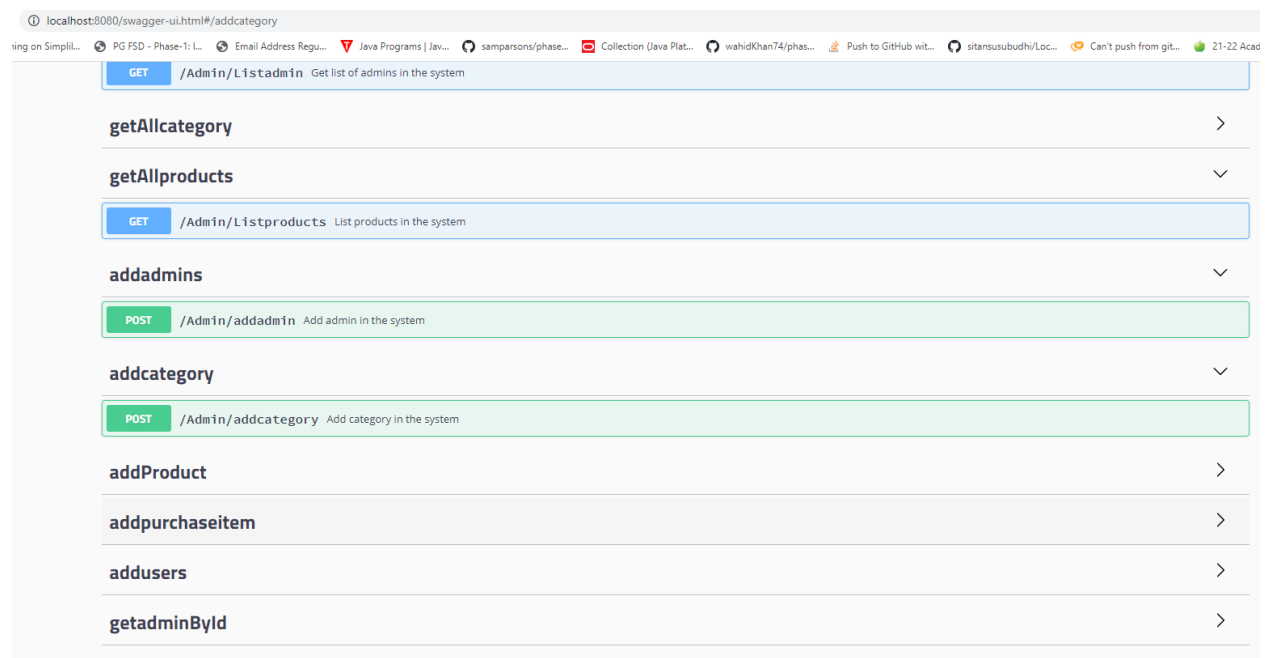 localhost:8080/swagger-ui.html#/addcategory
ning on Simplil... PG FSD - Phase-1: I... Email Address Regu... Java Programs | Jav... samparsons/phase... Collection (Java Plat... wahidKhan74/phas... Push to GitHub wit... sitansusubudhi/Loc... Can't push from git... 21-22 Acad
GET /Admin/Listadmin Get list of admins in the system
getAllcategory
getAllproducts
GET /Admin/Listproducts List products in the system
addadmins
POST /Admin/addadmin Add admin in the system
addcategory
POST /Admin/addcategory Add category in the system
addProduct
addpurchaseitem
addusers
getadminById